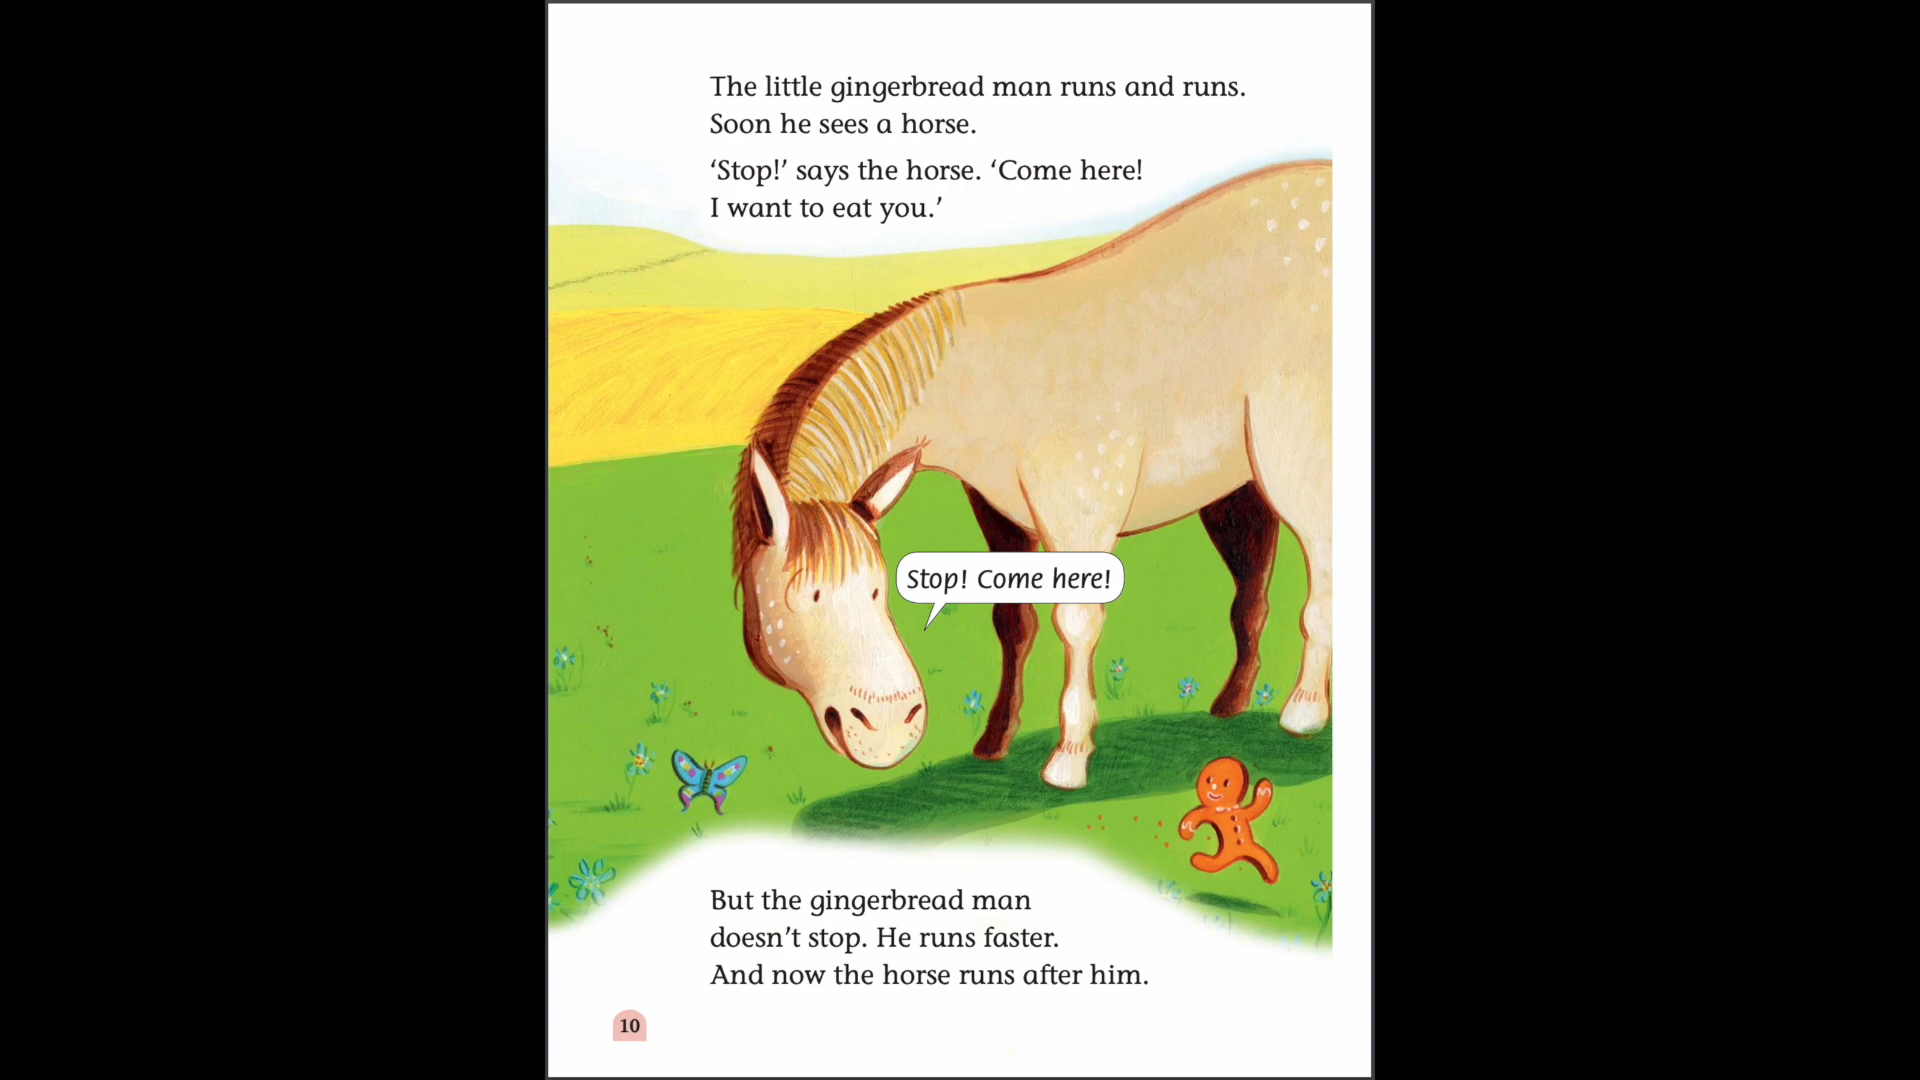 The little gingerbread man runs and runs.
Soon he sees a horse.
‘Stop!’ says the horse. ‘Come here!
I want to eat you.’
Stop! Come here!
But the gingerbread man
doesn’t stop. He runs faster.
And now the horse runs after him.
10